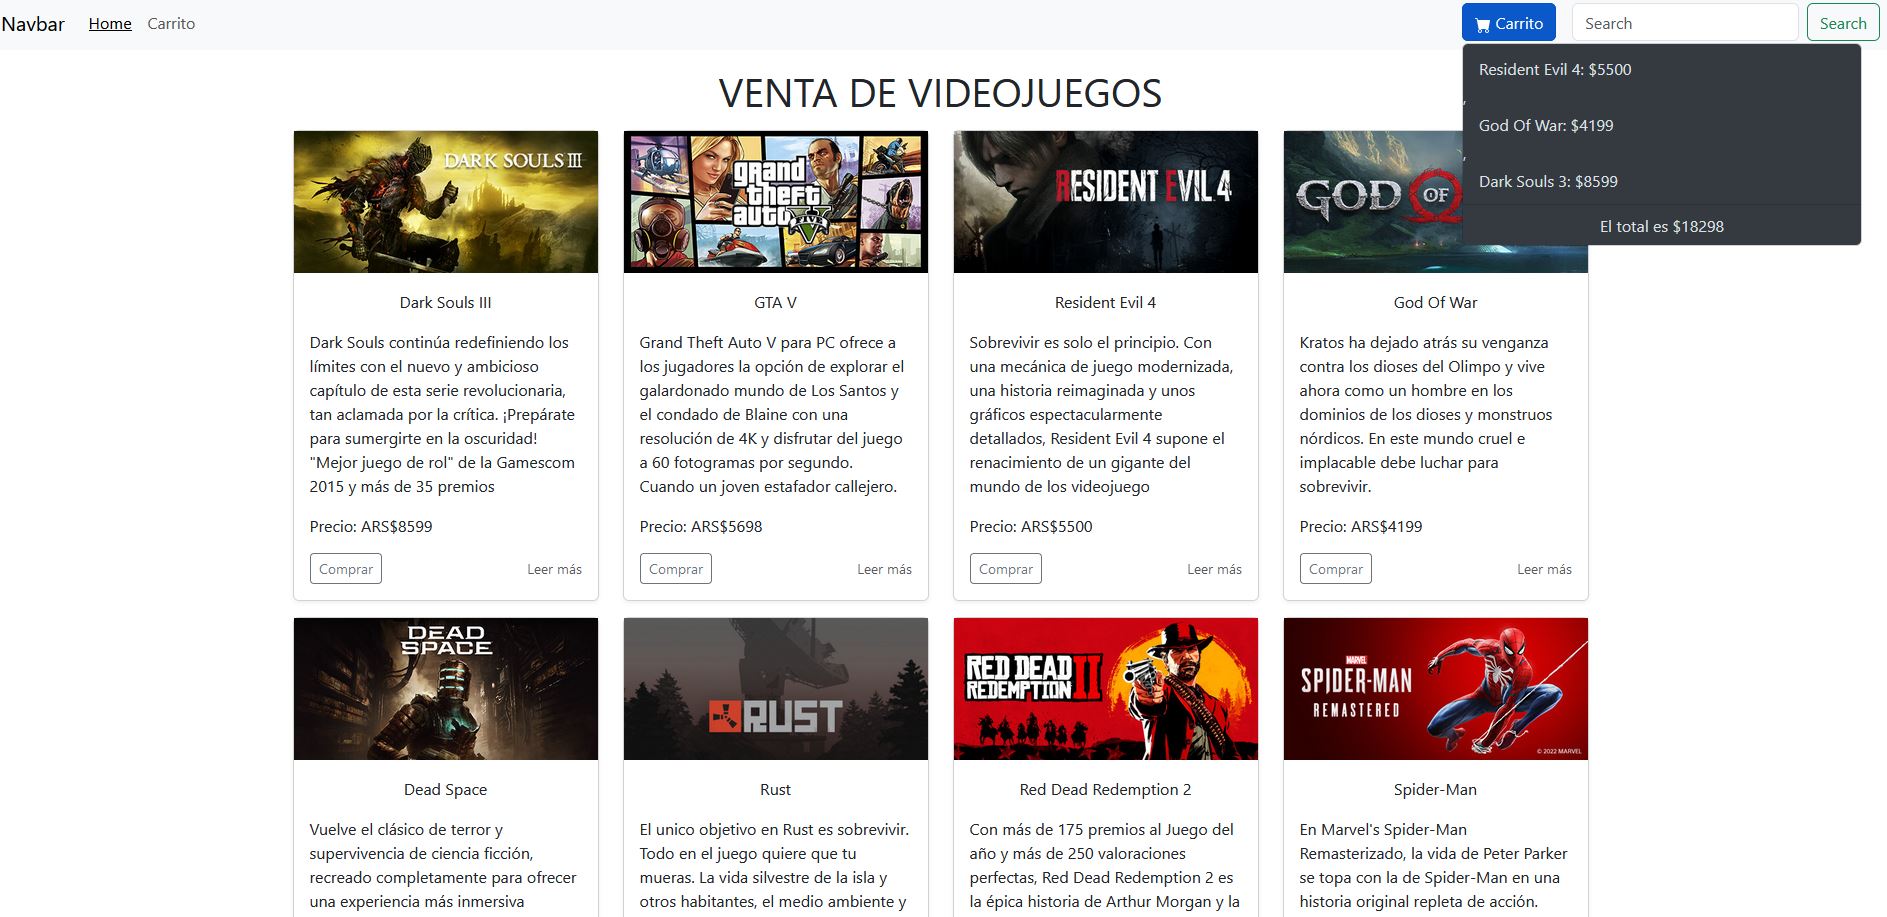 Navbar Home Carrito Carrito Search Search
Resident Evil 4: $5500
,
God Of War: $4199
,
Dark Souls 3: $8599
El total es $18298
VENTA DE VIDEOJUEGOS
DARK SOULS III
Dark Souls III
Dark Souls continúa redefiniendo los
límites con el nuevo y ambicioso
capítulo de esta serie revolucionaria,
tan aclamada por la crítica. ¡Prepárate
para sumergirte en la oscuridad!
"Mejor juego de rol" de la Gamescom
2015 y más de 35 premios
Precio: ARS$8599
Comprar Leer más
grand
theft
auto V
FIVE
GTA V
Grand Theft Auto V para PC ofrece a
los jugadores la opción de explorar el
galardonado mundo de Los Santos y
el condado de Blaine con una
resolución de 4K y disfrutar del juego
a 60 fotogramas por segundo.
Cuando un joven estafador callejero.
Precio: ARS$5698
Comprar Leer más
RESIDENT EVIL 4
Resident Evil 4
Sobrevivir es solo el principio. Con
una mecánica de juego modernizada,
una historia reimaginada y unos
gráficos espectacularmente
detallados, Resident Evil 4 supone el
renacimiento de un gigante del
mundo de los videojuego
Precio: ARS$5500
Comprar Leer más
GOD OF
God Of War
Kratos ha dejado atrás su venganza
contra los dioses del Olimpo y vive
ahora como un hombre en los
dominios de los dioses y monstruos
nórdicos. En este mundo cruel e
implacable debe luchar para
sobrevivir.
Precio: ARS$4199
Comprar Leer más
DEAD
SPACE
Dead Space
Vuelve el clásico de terror y
supervivencia de ciencia ficción,
recreado completamente para ofrecer
una experiencia más inmersiva
RUST
Rust
El unico objetivo en Rust es sobrevivir.
Todo en el juego quiere que tu
mueras. La vida silvestre de la isla y
otros habitantes, el medio ambiente y
RED DEAD
REDEMPTION II
Red Dead Redemption 2
Con más de 175 premios al Juego del
año y más de 250 valoraciones
perfectas, Red Dead Redemption 2 es
la épica historia de Arthur Morgan y la
MARVEL
SPIDER-MAN
REMASTERED
© 2022 MARVEL
Spider-Man
En Marvel's Spider-Man
Remasterizado, la vida de Peter Parker
se topa con la de Spider-Man en una
historia original repleta de acción.